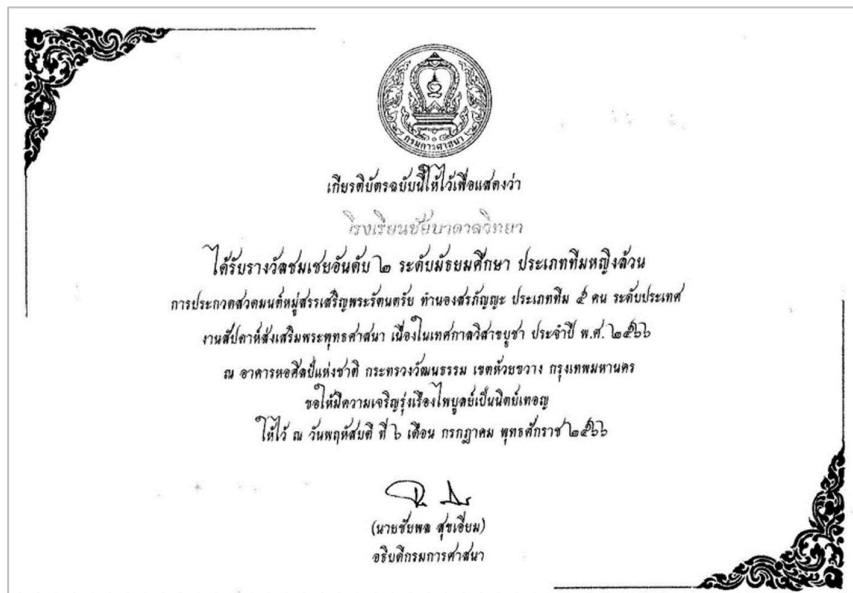 กรมการศาสนา
เกียรติบัตรฉบับนี้ให้ไว้เพื่อแสดงว่า
โรงเรียนชัยบาดาลวิทยา
ได้รับรางวัลชมเชยอันดับ ๒ ระดับมัธยมศึกษา ประเภททีมหญิงล้วน
การประกวดสวดมนต์หมู่สรรเสริญพระรัตนตรัย ทำนองสรภัญญะ ประเภททีม ๕ คน ระดับประเทศ
งานสัปดาห์ส่งเสริมพระพุทธศาสนา เนื่องในเทศกาลวิสาขบูชา ประจำปี พ.ศ. ๒๕๖๖
ณ อาคารหอศิลป์แห่งชาติ กระทรวงวัฒนธรรม เขตห้วยขวาง กรุงเทพมหานคร
ขอให้มีความเจริญรุ่งเรืองไพบูลย์เป็นนิตย์เทอญ
ให้ไว้ ณ วันพฤหัสบดี ที่ ๖ เดือน กรกฎาคม พุทธศักราช ๒๕๖๖
(นายชัยพล สุขเอี่ยม)
อธิบดีกรมการศาสนา